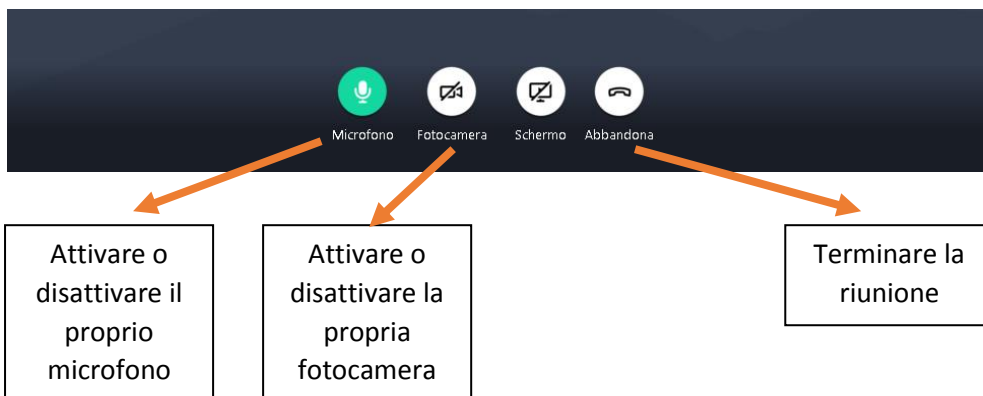 Microfono
Fotocamera
Schermo
Abbandona
Attivare o
disattivare il
proprio
microfono
Attivare o
disattivare la
propria
fotocamera
Terminare la
riunione